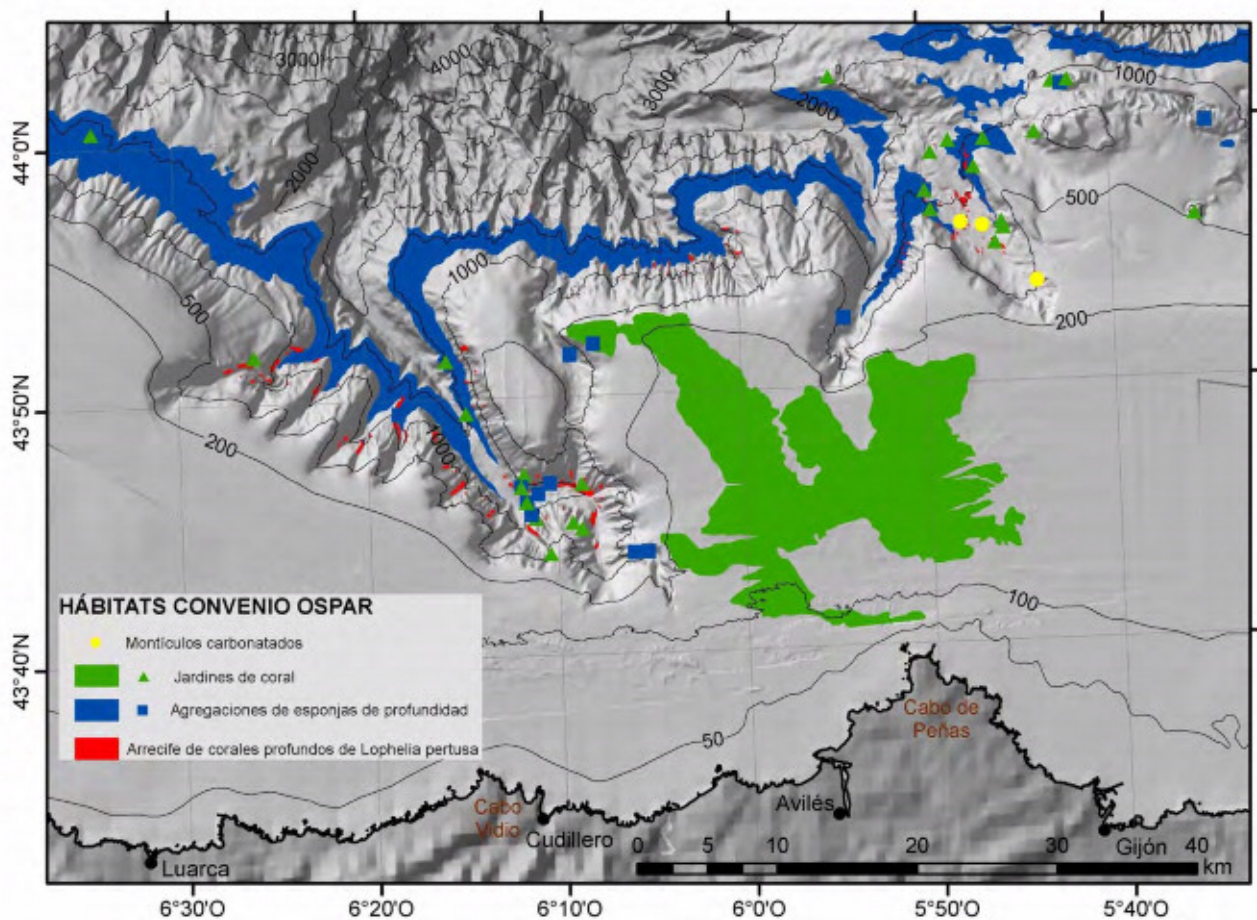 3000
4000
3000
2000
1000
4°0'N
44°0'N
2000
500
1000
500
200
43°50'N
200
1000
100
HÁBITATS CONVENIO OSPAR
Montículos carbonatados
Jardines de coral
Agregaciones de esponjas de profundidad
Arrecife de corales profundos de Lophelia pertusa
43°40'N
50
Cabo de
Peñas
Cabo
Vidio
Cudillero
Avilés
Luarca
Gijón
0 5 10 20 30 40
km
6°30'O 6°20'O 6°10'O 6°0'O 5°50'O 5°40'O